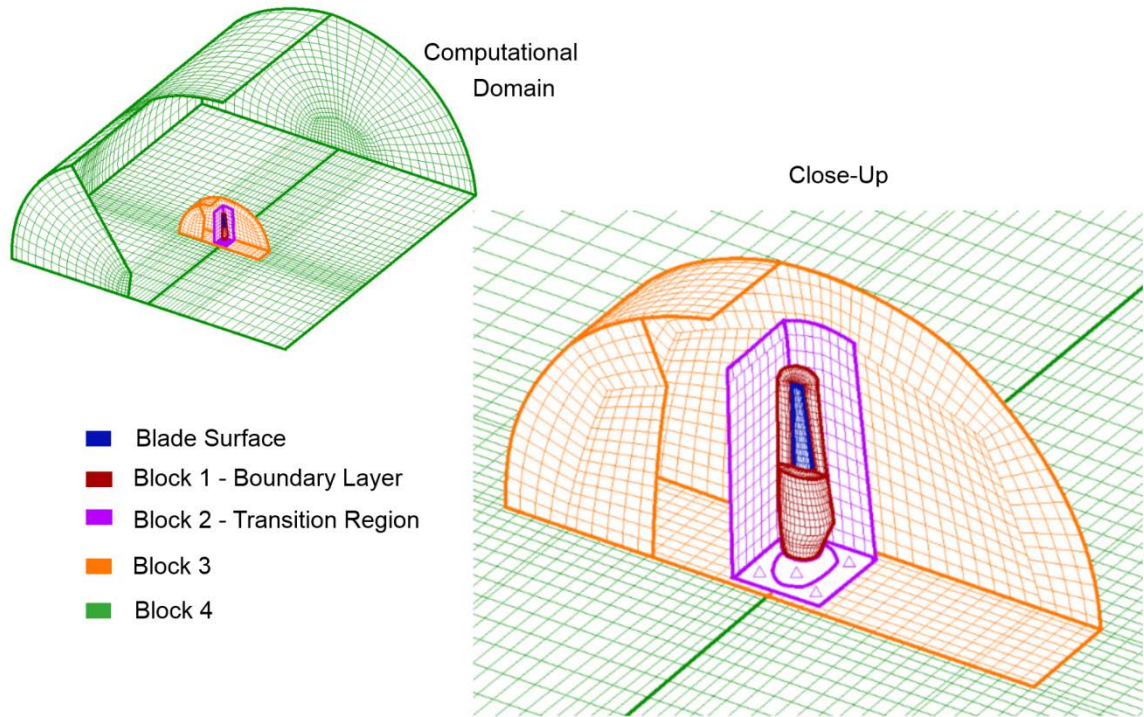 Computational
Domain
Close-Up
Blade Surface
Block 1 - Boundary Layer
Block 2 - Transition Region
Block 3
Block 4